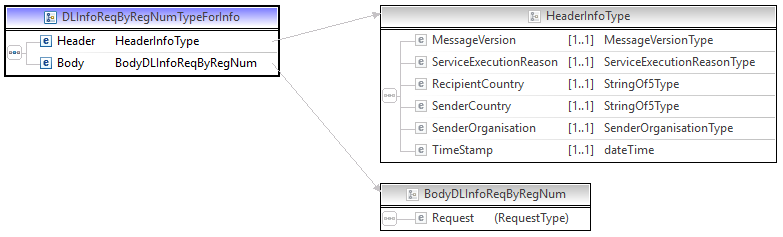 DLInfoReqByRegNumTypeForInfo
Header HeaderInfoType
Body BodyDLInfoReqByRegNum
HeaderInfoType
MessageVersion [1..1] MessageVersionType
ServiceExecutionReason [1..1] ServiceExecutionReasonType
RecipientCountry [1..1] StringOf5Type
SenderCountry [1..1] StringOf5Type
SenderOrganisation [1..1] SenderOrganisationType
TimeStamp [1..1] dateTime
BodyDLInfoReqByRegNum
Request (RequestType)